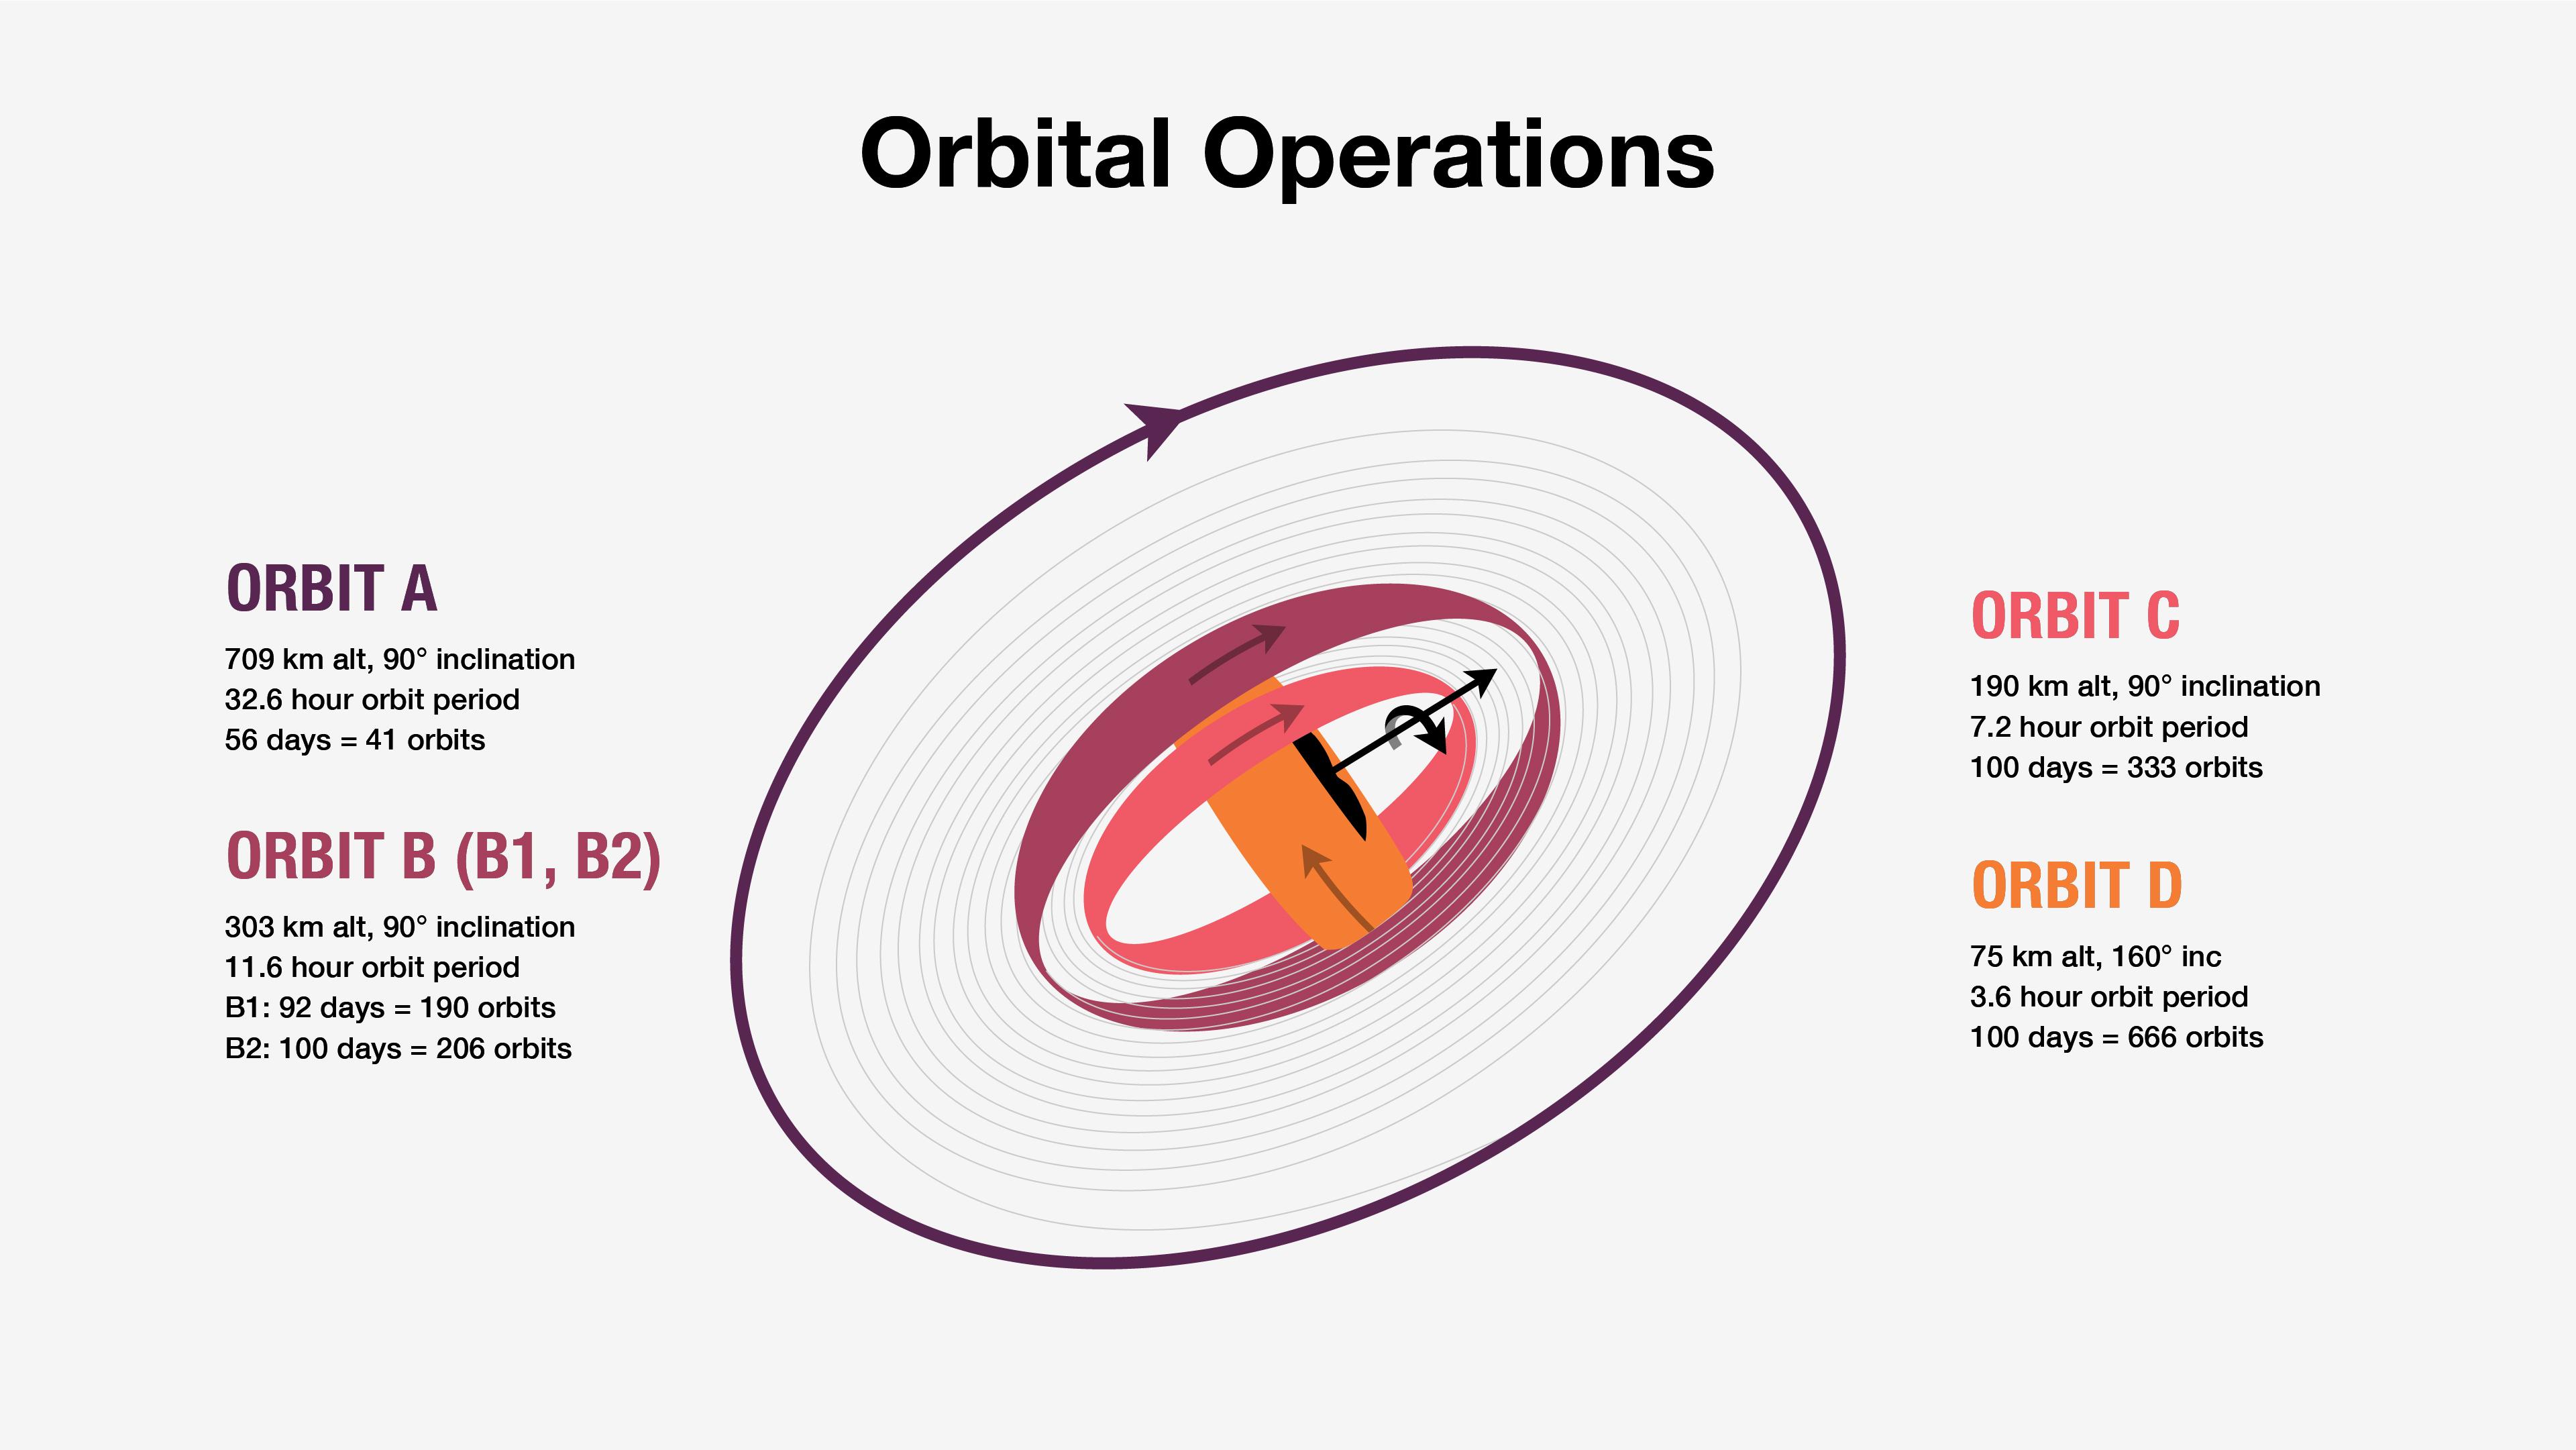 Orbital Operations
ORBIT A
709 km alt, 90° inclination
32.6 hour orbit period
56 days = 41 orbits
ORBIT B (B1, B2)
303 km alt, 90° inclination
11.6 hour orbit period
B1: 92 days = 190 orbits
B2: 100 days = 206 orbits
ORBIT C
190 km alt, 90° inclination
7.2 hour orbit period
100 days = 333 orbits
ORBIT D
75 km alt, 160° inc
3.6 hour orbit period
100 days = 666 orbits